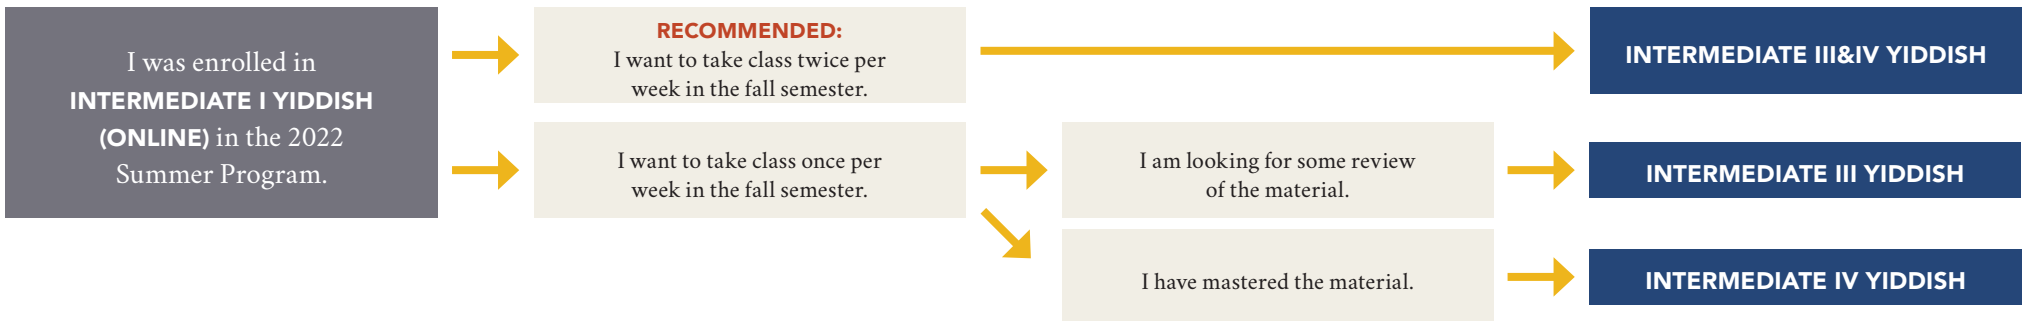 I was enrolled in
INTERMEDIATE I YIDDISH
(ONLINE) in the 2022
Summer Program.
RECOMMENDED:
I want to take class twice per
week in the fall semester.
INTERMEDIATE III&IV YIDDISH
I want to take class once per
week in the fall semester.
I am looking for some review
of the material.
INTERMEDIATE III YIDDISH
I have mastered the material.
INTERMEDIATE IV YIDDISH